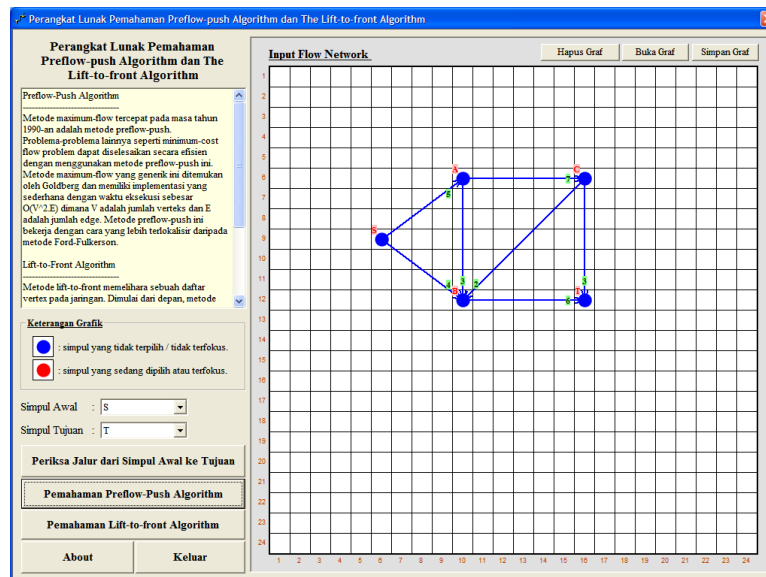 Perangkat Lunak Pemahaman Preflow-push Algorithm dan The Lift-to-front Algorithm
Perangkat Lunak Pemahaman
Preflow-push Algorithm dan The
Lift-to-front Algorithm
Preflow-Push Algorithm
--------------------------------
Metode maximum-flow tercepat pada masa tahun
1990-an adalah metode preflow-push.
Problema-problema lainnya seperti minimum-cost
flow problem dapat diselesaikan secara efisien
dengan menggunakan metode preflow-push ini.
Metode maximum-flow yang generik ini ditemukan
oleh Goldberg dan memiliki implementasi yang
sederhana dengan waktu eksekusi sebesar
O(V^2.E) dimana V adalah jumlah verteks dan E
adalah jumlah edge. Metode preflow-push ini
bekerja dengan cara yang lebih terlokalisir daripada
metode Ford-Fulkerson.
Lift-to-Front Algorithm
--------------------------------
Metode lift-to-front memelihara sebuah daftar
vertex pada jaringan. Dimulai dari depan, metode
Keterangan Grafik
: simpul yang tidak terpilih / tidak terfokus.
: simpul yang sedang dipilih atau terfokus.
Simpul Awal : S
Simpul Tujuan : T
Periksa Jalur dari Simpul Awal ke Tujuan
Pemahaman Preflow-Push Algorithm
Pemahaman Lift-to-front Algorithm
About Keluar
Input Flow Network
Hapus Graf Buka Graf Simpan Graf
1
2
3
4
5
6
7
8
9
10
11
12
13
14
15
16
17
18
19
20
21
22
23
24
A C
7
S
B T
1 2 3 4 5 6 7 8 9 10 11 12 13 14 15 16 17 18 19 20 21 22 23 24